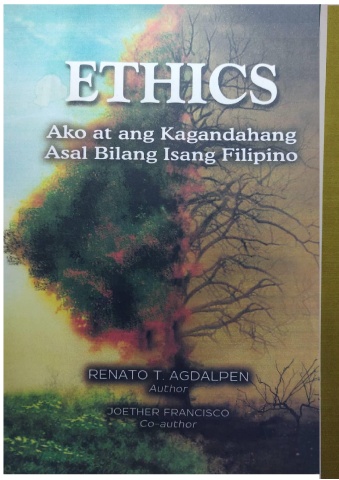 ETHICS
Ako at ang Kagandahang
Asal Bilang Isang Filipino
RENATO T. AGDALPEN
Author
JOETHER FRANCISCO
Co-author